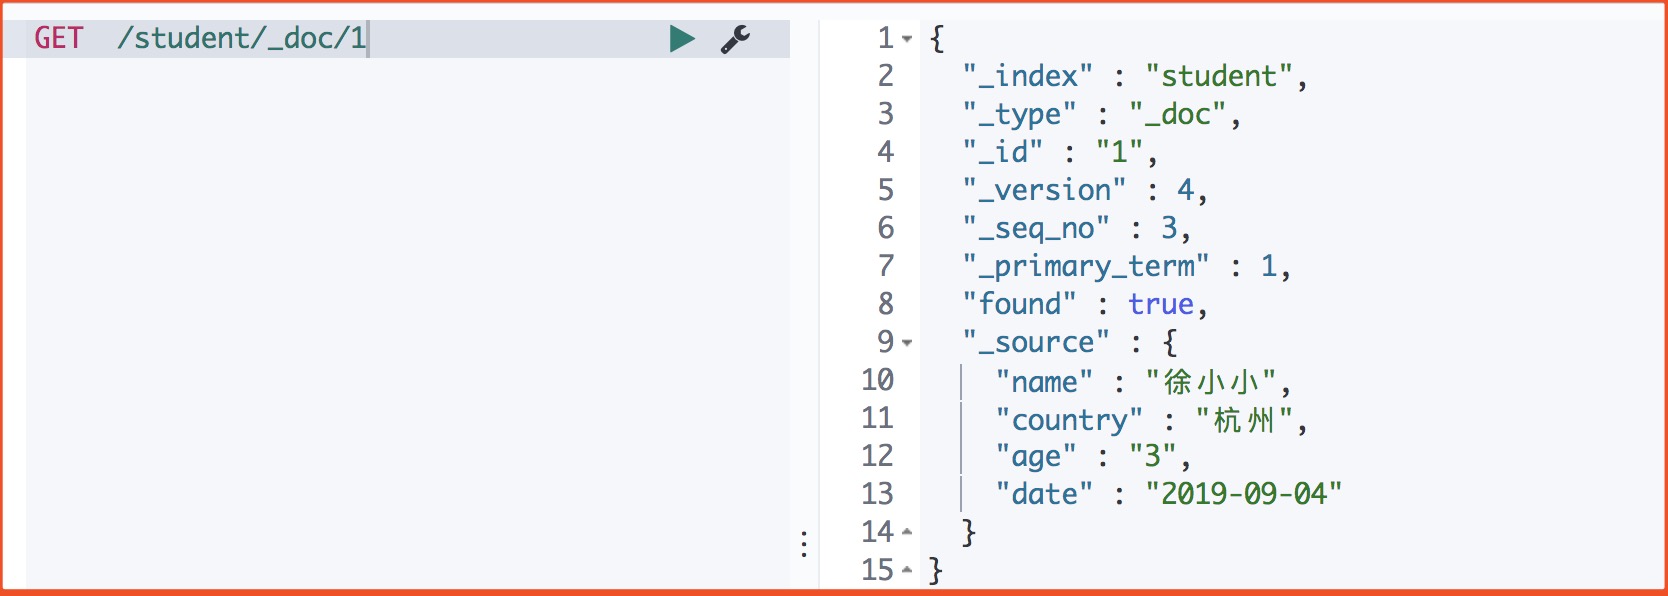 GET /student/_doc/1
1 {
2 "_index" : "student",
3 "_type" : "_doc",
4 "_id" : "1",
5 "_version" : 4,
6 "_seq_no" : 3,
7 "_primary_term" : 1,
8 "found" : true,
9 "_source" : {
10 "name" : "徐小小",
11 "country" : "杭州",
12 "age" : "3",
13 "date" : "2019-09-04"
14 }
15 }